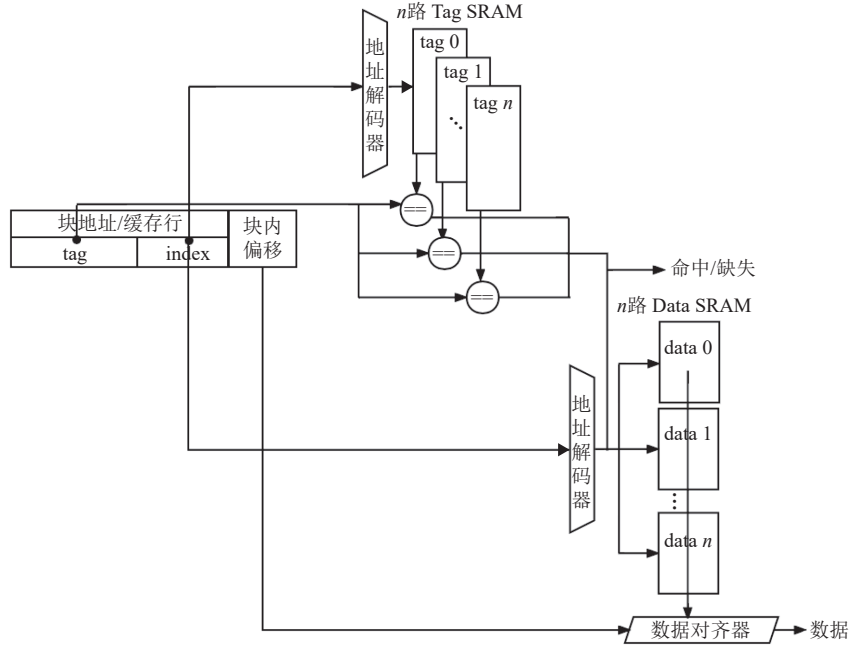 n路 Tag SRAM
地址解码器
tag 0
tag 1
tag n
==
==
==
块地址/缓存行
块内偏移
tag
index
命中/缺失
n路 Data SRAM
地址解码器
data 0
data 1
data n
数据对齐器
数据